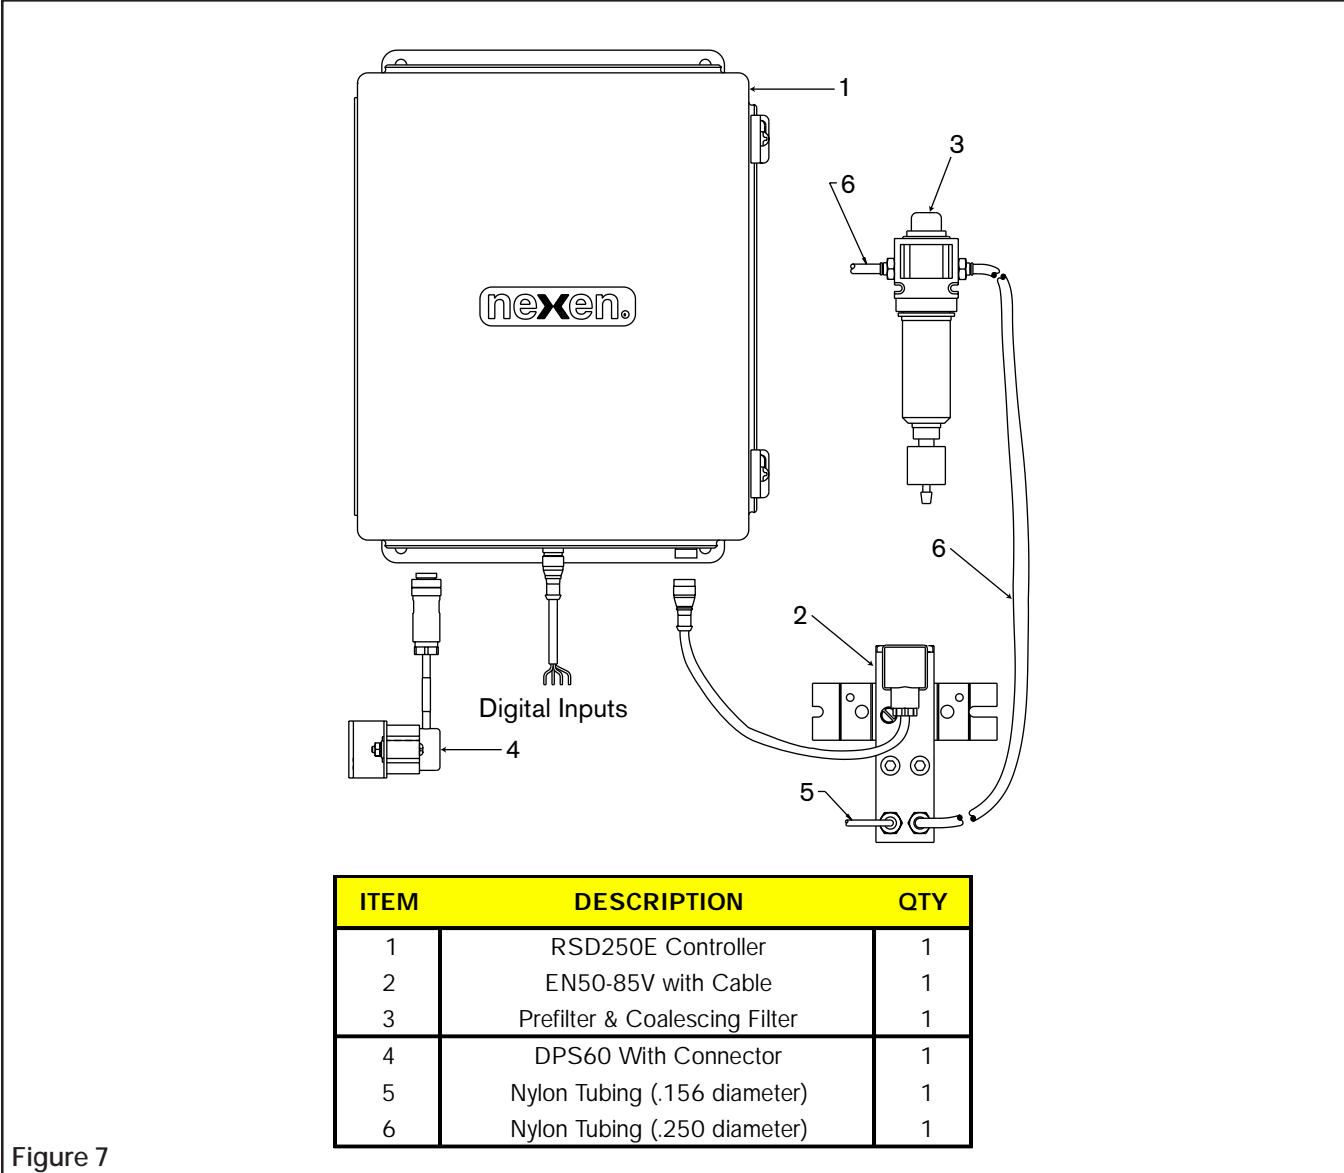 1
3
6
nexen
6
2
Digital Inputs
4
5
ITEM DESCRIPTION QTY
1 RSD250E Controller 1
2 EN50-85V with Cable 1
3 Prefilter & Coalescing Filter 1
4 DPS60 With Connector 1
5 Nylon Tubing (.156 diameter) 1
6 Nylon Tubing (.250 diameter) 1
Figure 7